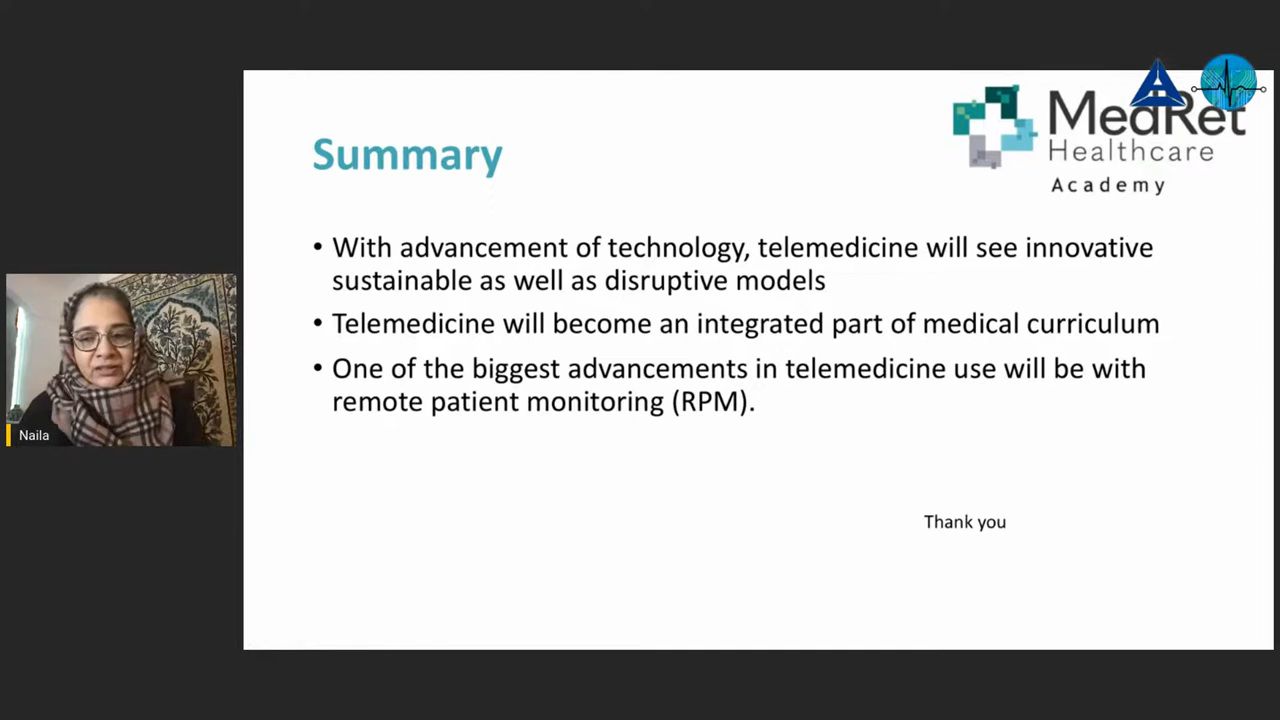 Summary
MedRet
Healthcare
Academy
• With advancement of technology, telemedicine will see innovative
sustainable as well as disruptive models
• Telemedicine will become an integrated part of medical curriculum
• One of the biggest advancements in telemedicine use will be with
remote patient monitoring (RPM).
Naila
Thank you